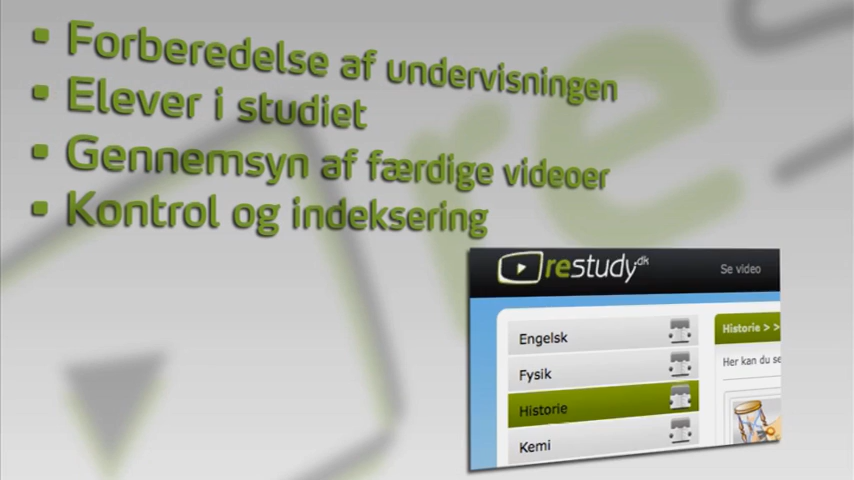 ▪ Forberedelse af undervisningen
▪ Elever i studiet
▪ Gennemsyn af færdige videoer
▪ Kontrol og indeksering
restudy.dk
Se video
Engelsk
Fysik
Historie
Kemi
Historie > >
Her kan du se
re